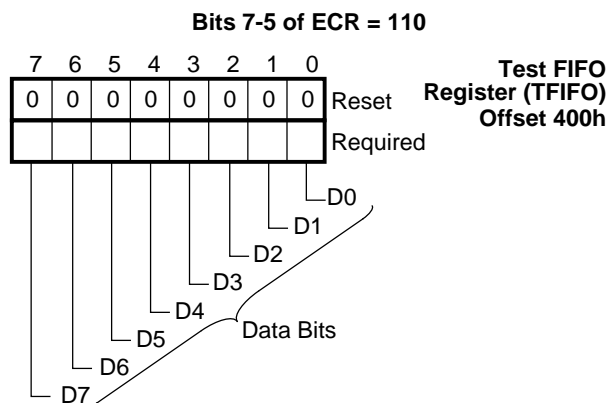 Bits 7-5 of ECR = 110
7 6 5 4 3 2 1 0
Test FIFO
Register (TFIFO)
Offset 400h
0 0 0 0 0 0 0 0 Reset
Required
D0
D1
D2
D3
D4
D5
D6
D7
Data Bits